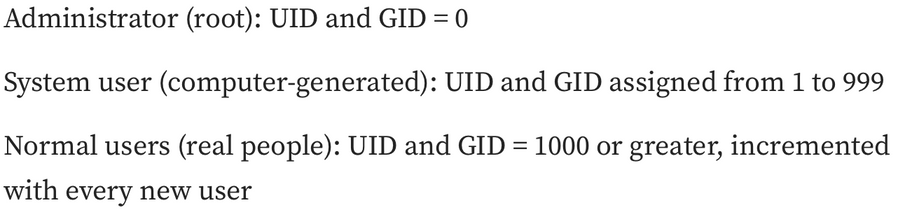 Administrator (root): UID and GID = 0
System user (computer-generated): UID and GID assigned from 1 to 999
Normal users (real people): UID and GID = 1000 or greater, incremented
with every new user